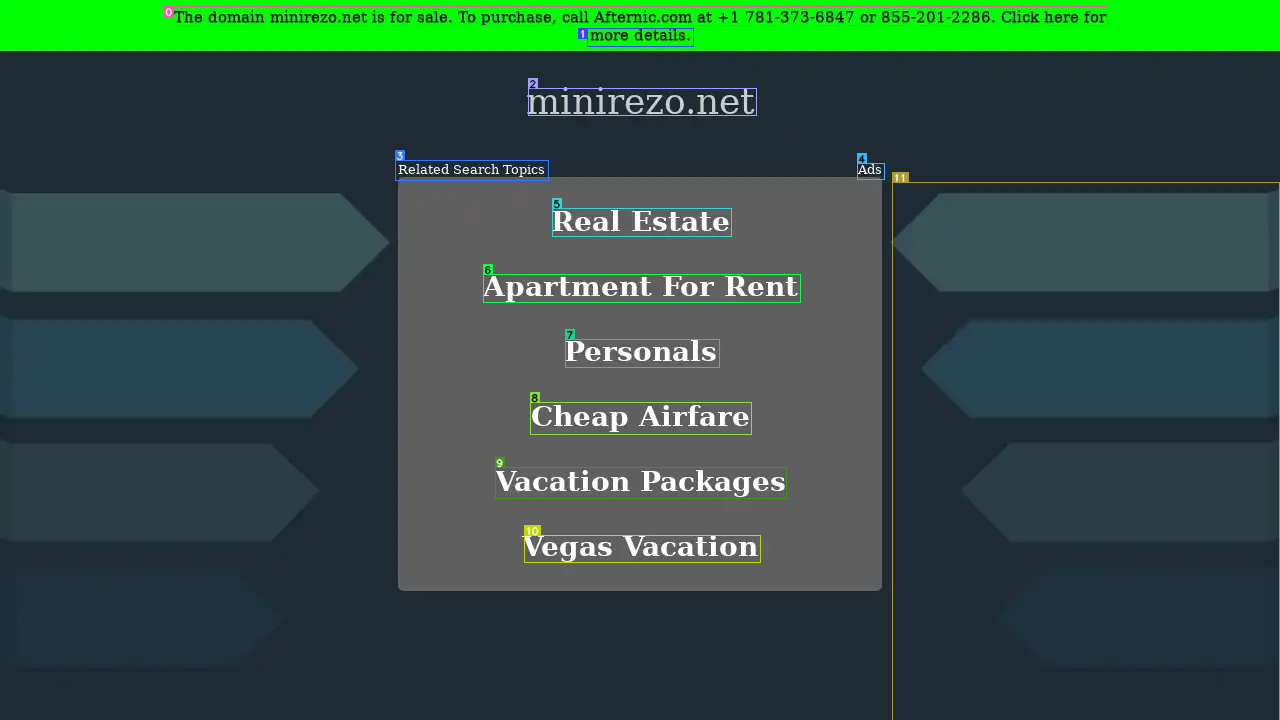 The domain minirezo.net is for sale. To purchase, call Afternic.com at +1 781-373-6847 or 855-201-2286. Click here for
more details.
minirezo.net
Related Search Topics
Ads
Real Estate
Apartment For Rent
Personals
Cheap Airfare
Vacation Packages
Vegas Vacation
0
1
2
3
4
5
6
7
8
9
10
11